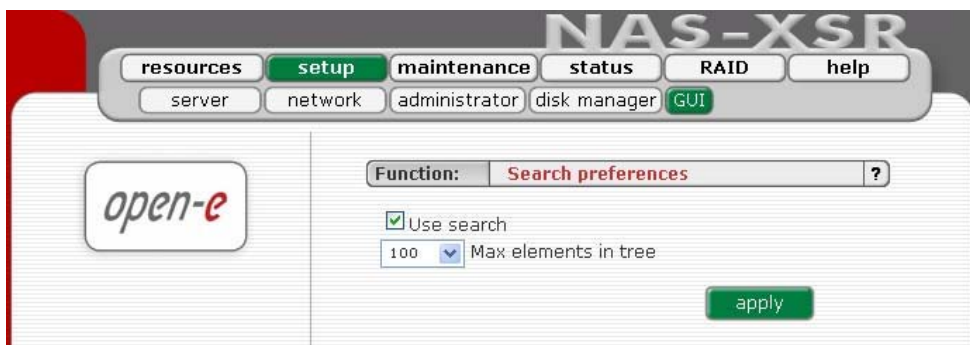 NAS-XSR
resources setup maintenance status RAID help
server network administrator disk manager GUI
open-e
Function: Search preferences ?
Use search
100 Max elements in tree
apply